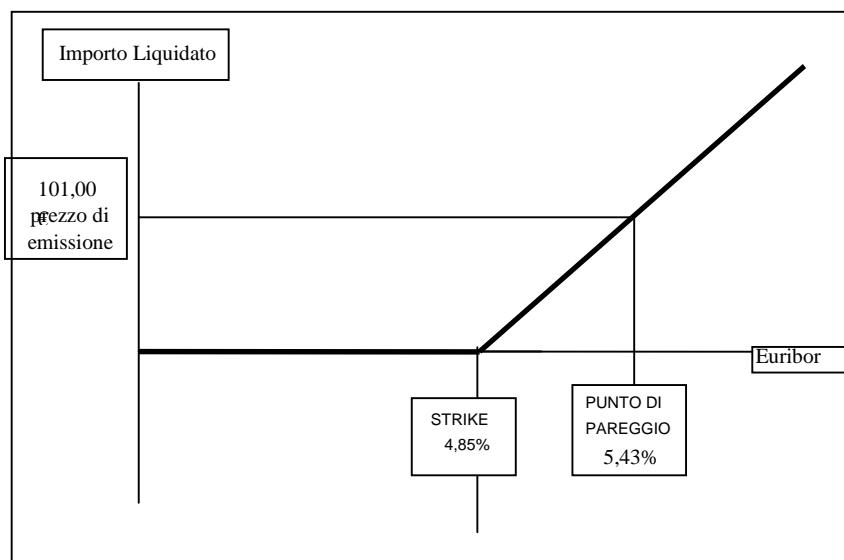 Importo Liquidato
101,00
prezzo di
emissione
Euribor
STRIKE
4,85%
PUNTO DI
PAREGGIO
5,43%